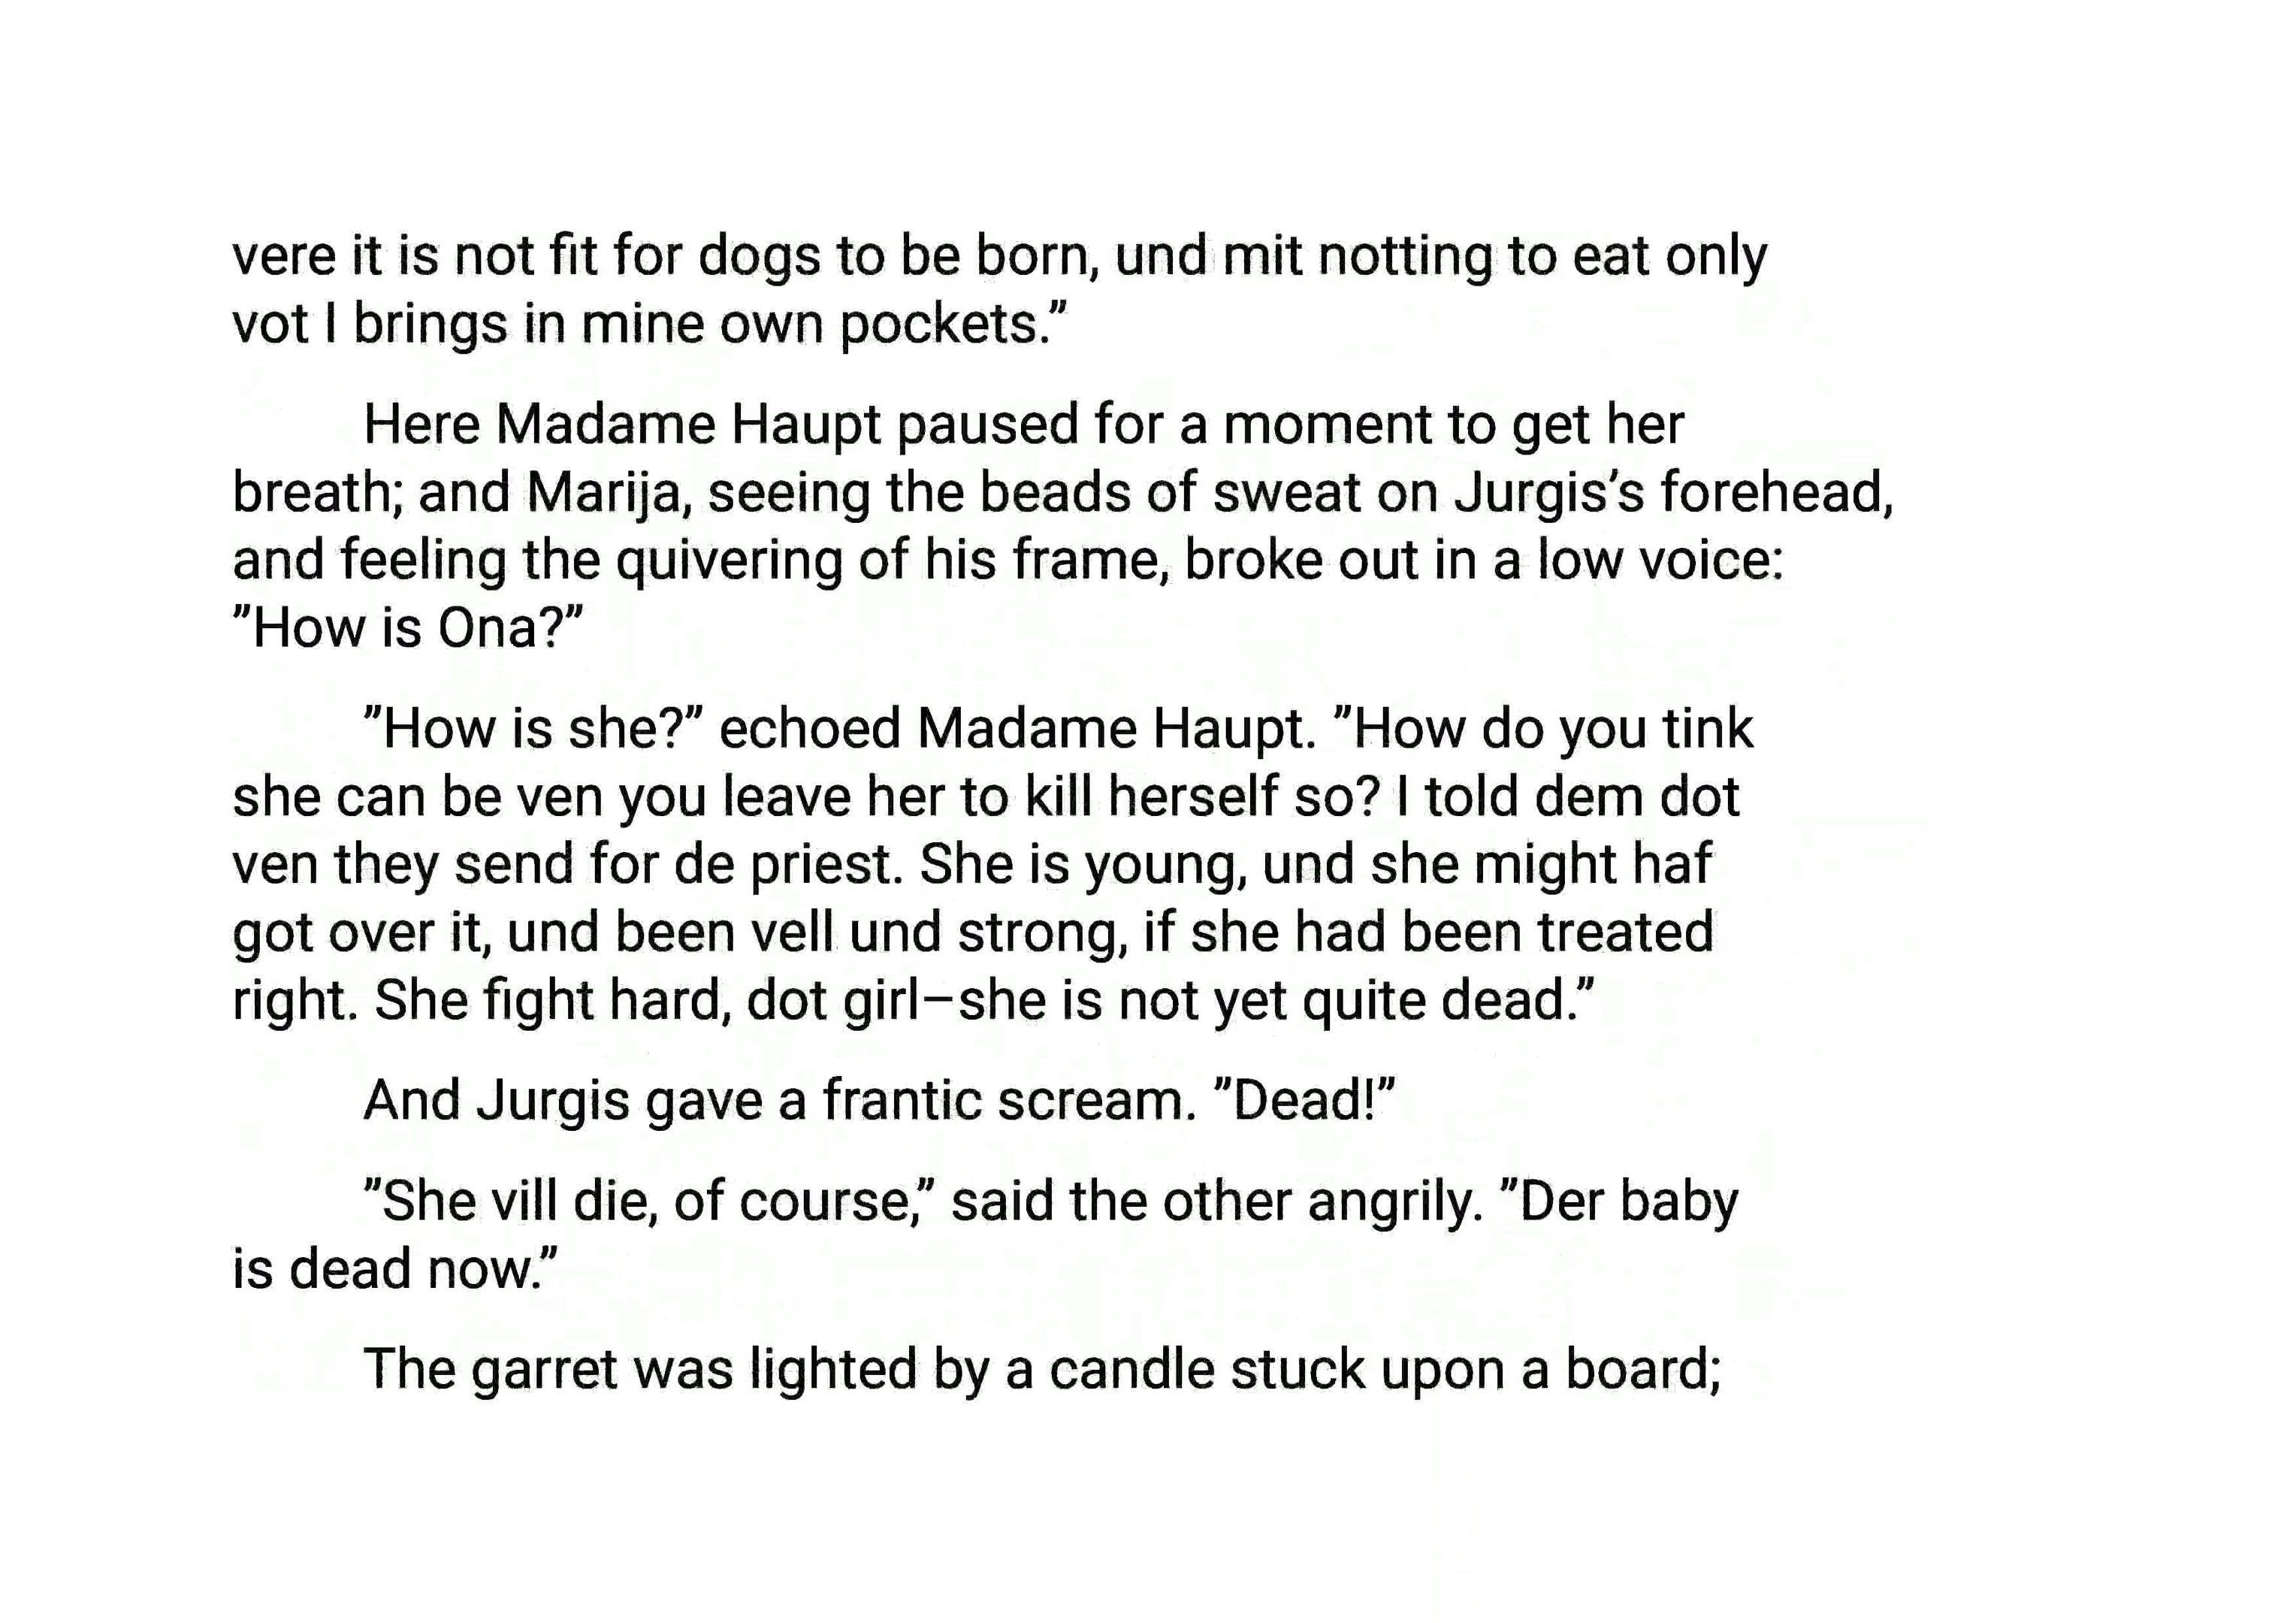 vere it is not fit for dogs to be born, und mit notting to eat only
vot I brings in mine own pockets.”
Here Madame Haupt paused for a moment to get her
breath; and Marija, seeing the beads of sweat on Jurgis’s forehead,
and feeling the quivering of his frame, broke out in a low voice:
”How is Ona?”
”How is she?” echoed Madame Haupt. ”How do you tink
she can be ven you leave her to kill herself so? I told dem dot
ven they send for de priest. She is young, und she might haf
got over it, und been vell und strong, if she had been treated
right. She fight hard, dot girl–she is not yet quite dead.”
And Jurgis gave a frantic scream. ”Dead!”
”She vill die, of course,” said the other angrily. ”Der baby
is dead now.”
The garret was lighted by a candle stuck upon a board;